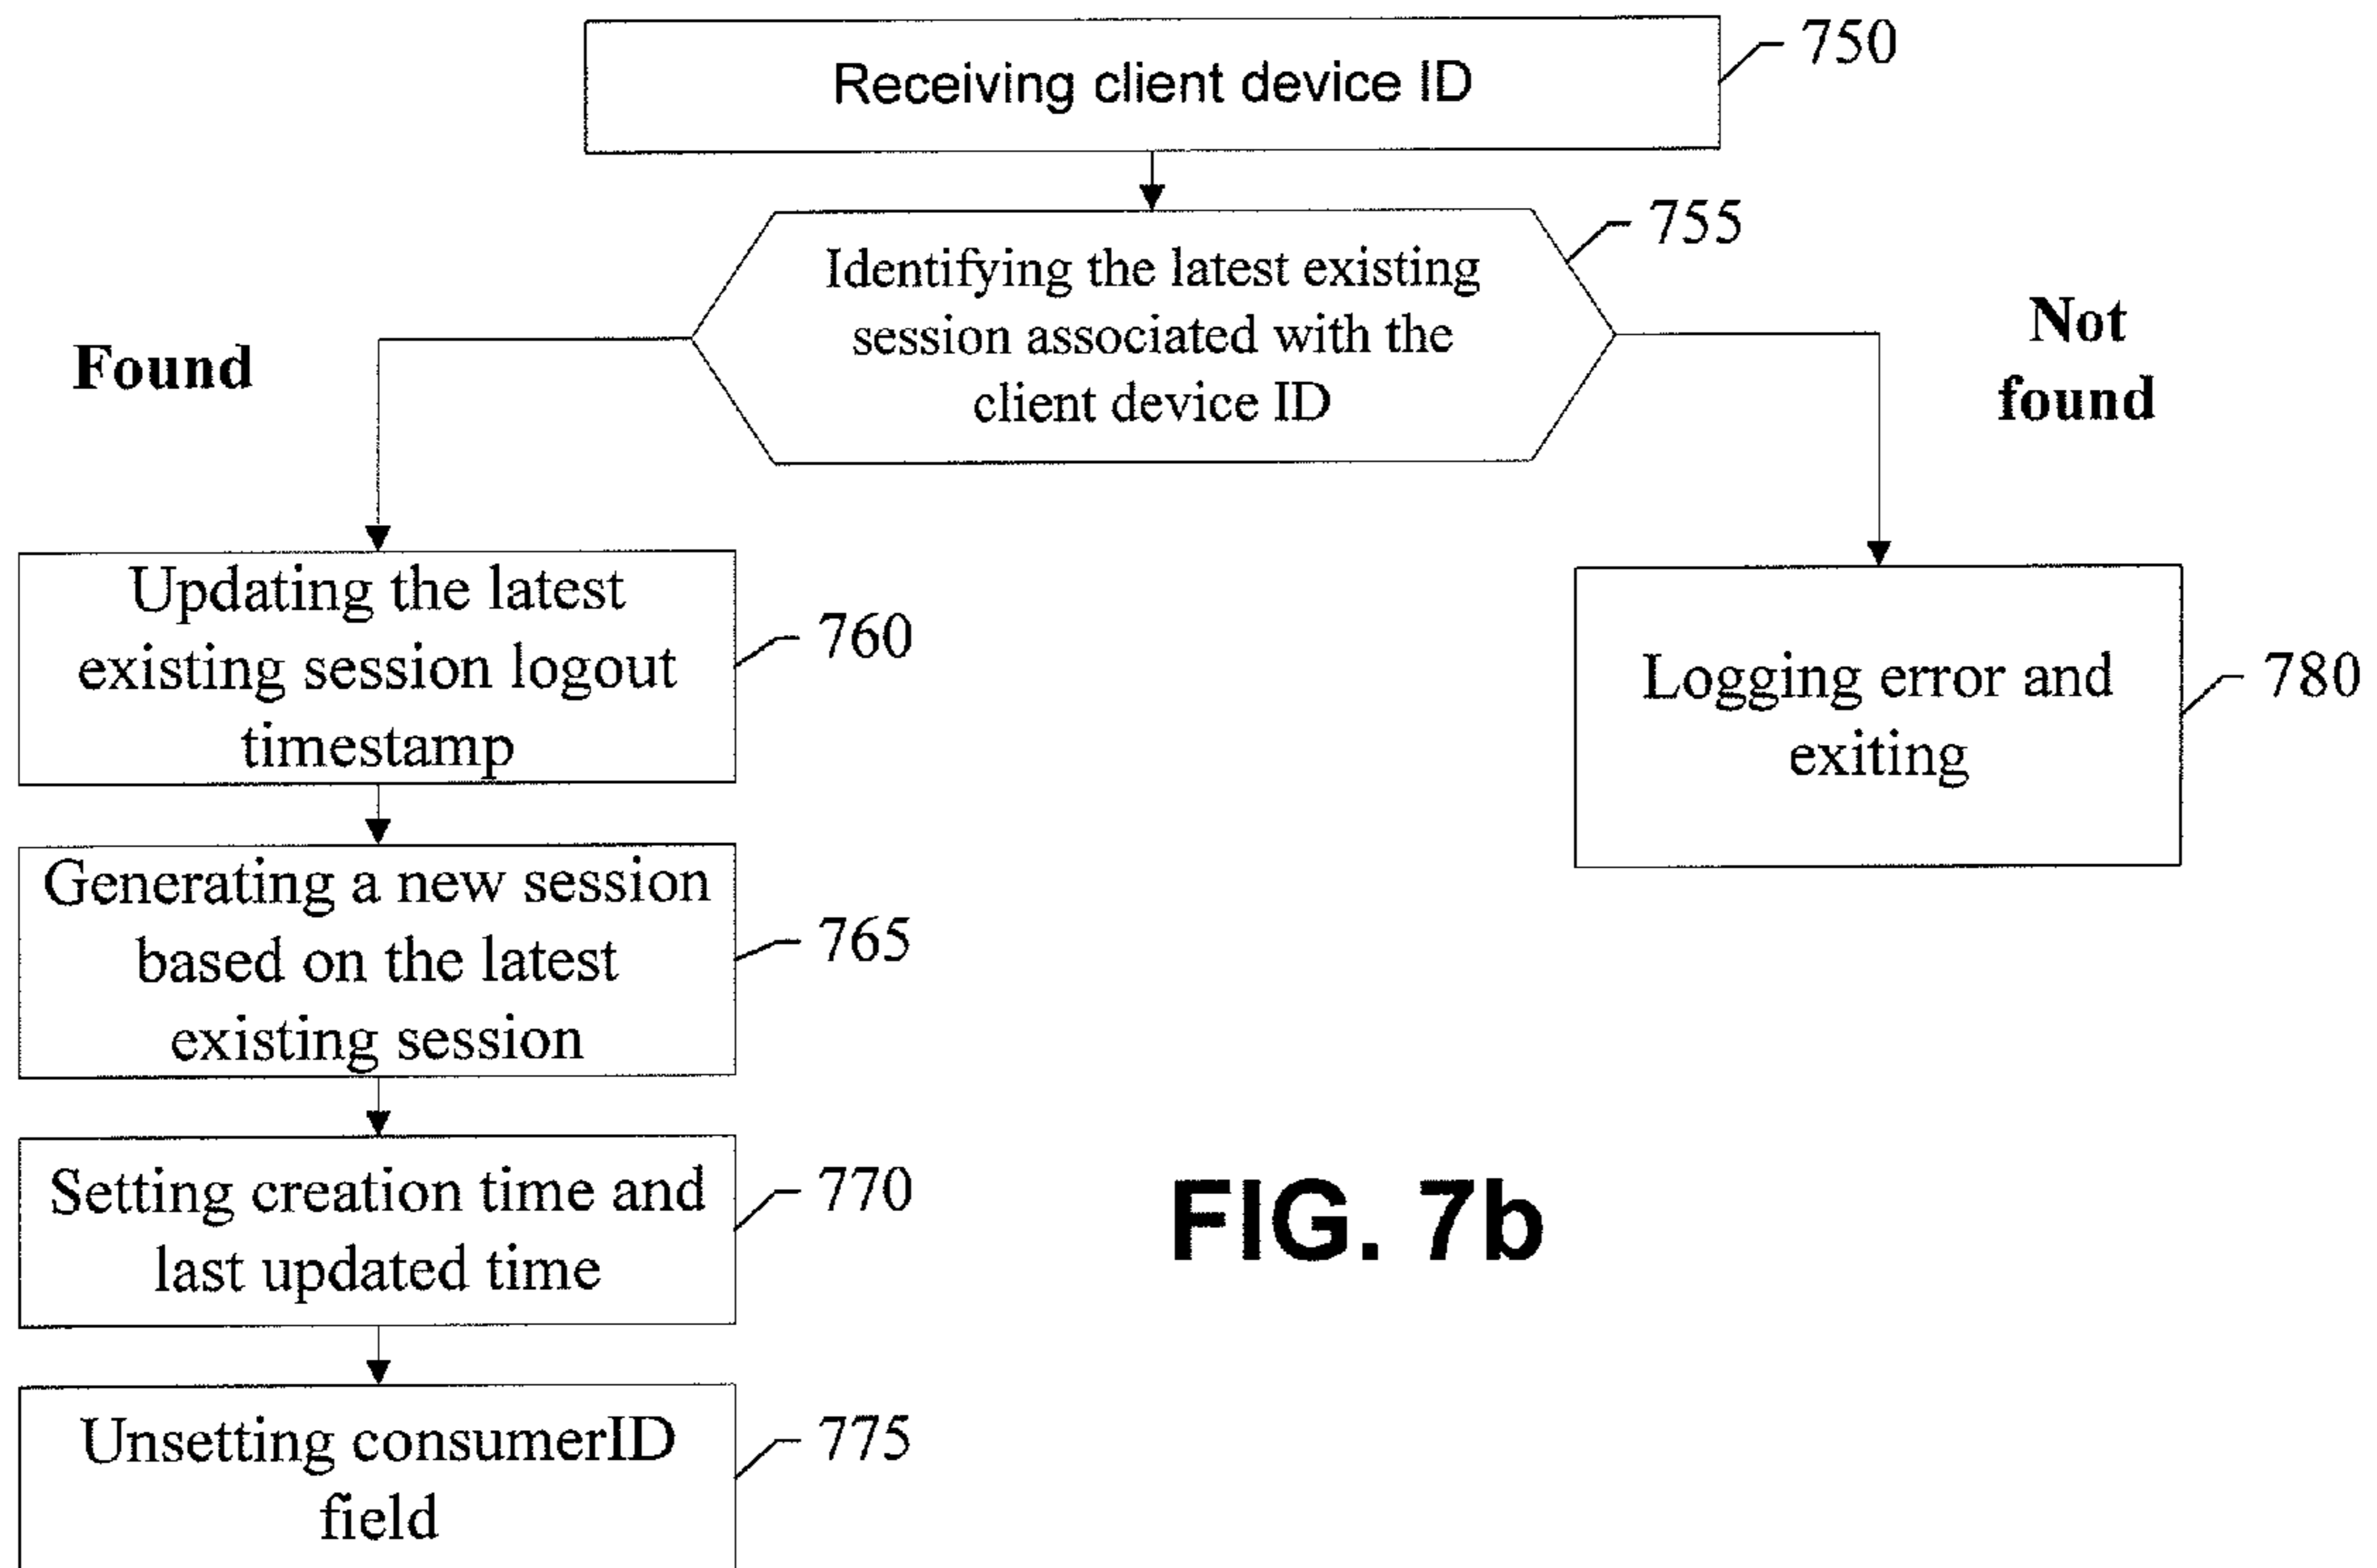 Receiving client device ID
750
Identifying the latest existing
session associated with the
client device ID
755
Found
Not
found
Updating the latest
existing session logout
timestamp
760
Logging error and
exiting
780
Generating a new session
based on the latest
existing session
765
Setting creation time and
last updated time
770
Unsetting consumerID
field
775
FIG. 7b